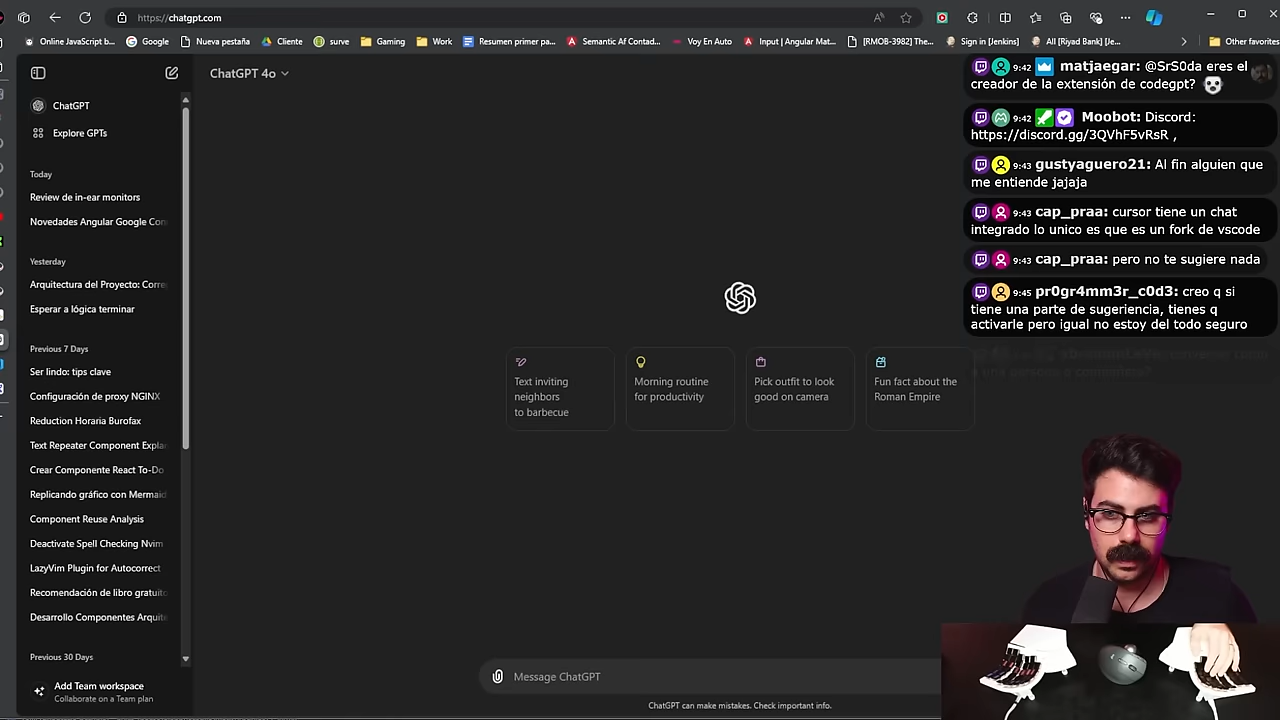 https://chatgpt.com
Online JavaScript b...
Google
Nueva pestaña
Cliente
surve
Gaming
Work
Resumen primer pa...
Semantic Af Contad...
Voy En Auto
Input | Angular Mat...
[RMOB-3982] [The...
Sign in [Jenkins]
All [Riyad Bank] [Je...
Other favorites
ChatGPT 4o
ChatGPT
Explore GPTs
Today
Review de in-ear monitors
Novedades Angular Google Con
Yesterday
Arquitectura del Proyecto: Corre
Esperar a lógica terminar
Previous 7 Days
Ser lindo: tips clave
Configuración de proxy NGINX
Reduction Horaria Burofax
Text Repeater Component Expla
Crear Componente React To-Do
Replicando gráfico con Mermaid
Component Reuse Analysis
Deactivate Spell Checking Nvim
LazyVim Plugin for Autocorrect
Recomendación de libro gratuito
Desarrollo Componentes Arquite
Previous 30 Days
Add Team workspace
Collaborate on a Team plan
Text inviting
neighbors
to barbecue
Morning routine
for productivity
Pick outfit to look
good on camera
Fun fact about the
Roman Empire
Message ChatGPT
ChatGPT can make mistakes. Check important info.
9:42 matjaegar: @SrS0da eres el
creador de la extensión de codegpt?
9:42 Moobot: Discord:
https://discord.gg/3QVhF5vRsR ,
9:43 gustyaguero21: Al fin alguien que
me entiende jajaja
9:43 cap_praa: cursor tiene un chat
integrado lo unico es que es un fork de vscode
9:43 cap_praa: pero no te sugiere nada
9:45 pr0gr4mm3r_c0d3: creo q si
tiene una parte de sugeriencia, tienes q
activarle pero igual no estoy del todo seguro